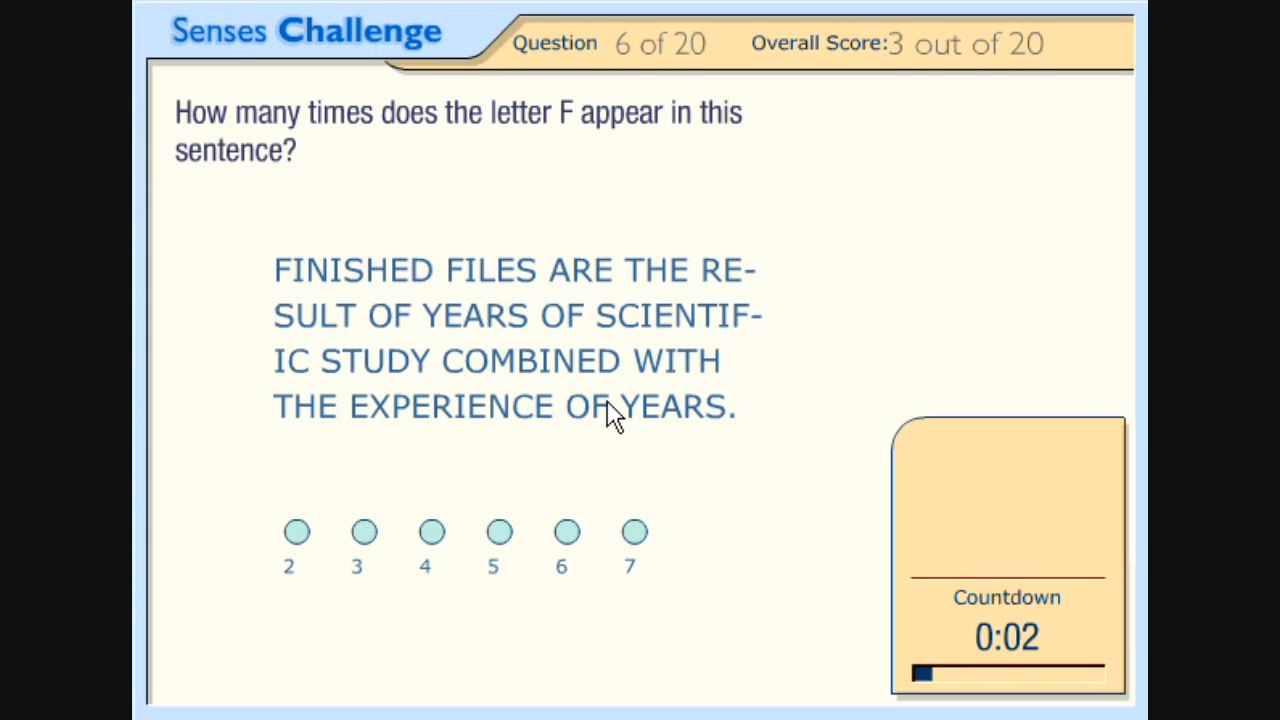 Senses Challenge
Question 6 of 20 Overall Score: 3 out of 20
How many times does the letter F appear in this
sentence?
FINISHED FILES ARE THE RE-
SULT OF YEARS OF SCIENTIF-
IC STUDY COMBINED WITH
THE EXPERIENCE OF YEARS.
2 3 4 5 6 7
Countdown
0:02